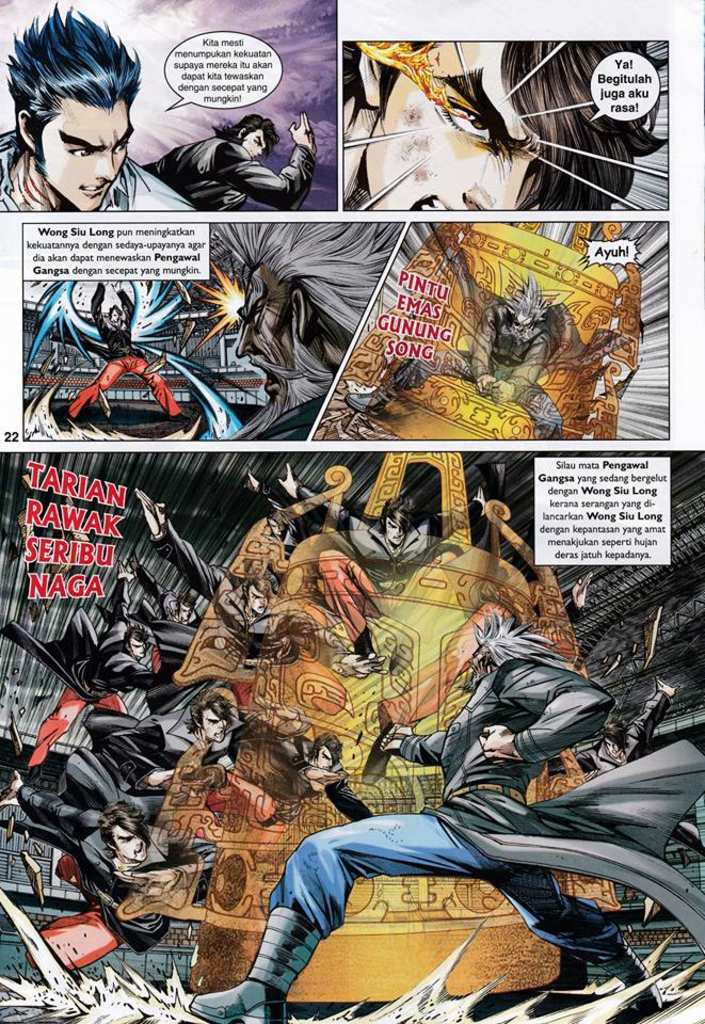 Kita mesti
menumpukan kekuatan
supaya mereka itu akan
dapat kita tewaskan
dengan secepat yang
mungkin!
Ya!
Begitulah
juga aku
rasa!
Wong Siu Long pun meningkatkan
kekuatannya dengan sedaya-upayanya agar
dia akan dapat menewaskan Pengawal
Gangsa dengan secepat yang mungkin.
Ayuh!
PINTU
EMAS
GUNUNG
SONG
22
TARIAN
RAWAK
SERIBU
NAGA
Silau mata Pengawal
Gangsa yang sedang bergelut
dengan Wong Siu Long
kerana serangan yang di-
lancarkan Wong Siu Long
dengan kepantasan yang amat
menakjubkan seperti hujan
deras jatuh kepadanya.